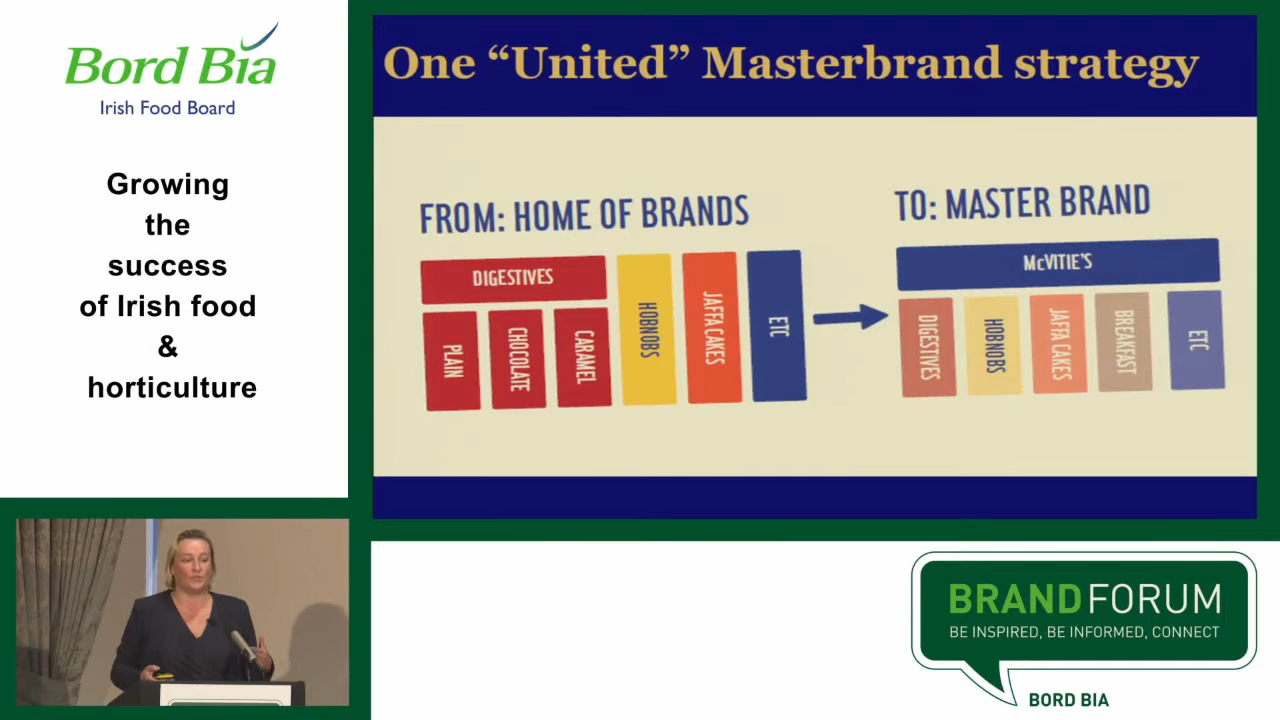 Bord Bia
Irish Food Board
Growing
the
success
of Irish food
&
horticulture
One “United” Masterbrand strategy
FROM: HOME OF BRANDS
DIGESTIVES
PLAIN
CHOCOLATE
CARAMEL
HOBNOBS
JAFFA CAKES
ETC
TO: MASTER BRAND
McVITIE'S
DIGESTIVES
HOBNOBS
JAFFA CAKES
BREAKFAST
ETC
BRAND FORUM
BE INSPIRED, BE INFORMED, CONNECT
BORD BIA